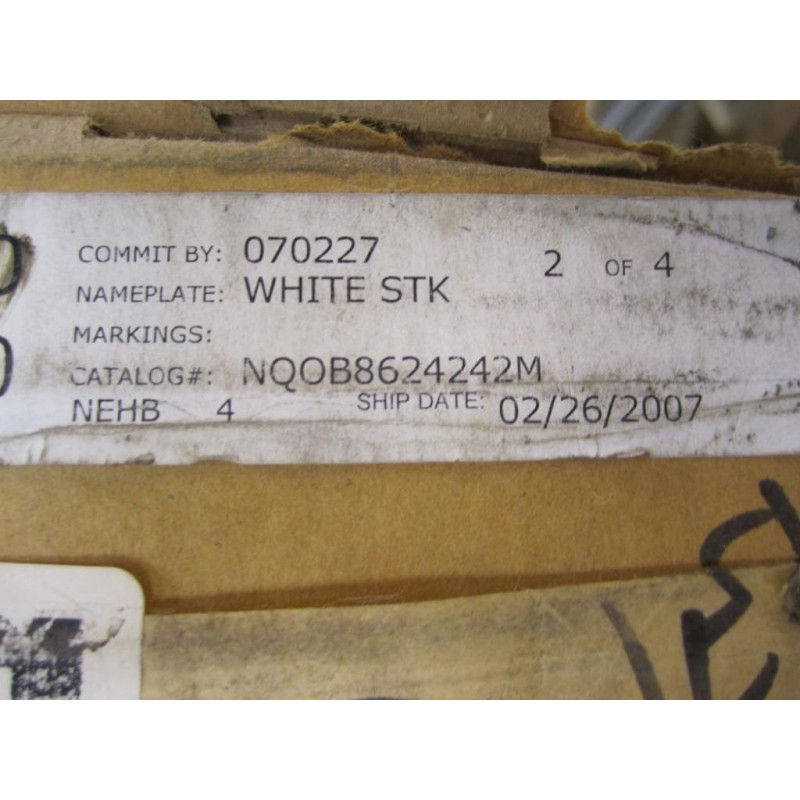 COMMIT BY: 070227 2 OF 4
NAMEPLATE: WHITE STK
MARKINGS:
CATALOG#: NQOB8624242M
NEHB 4 SHIP DATE: 02/26/2007